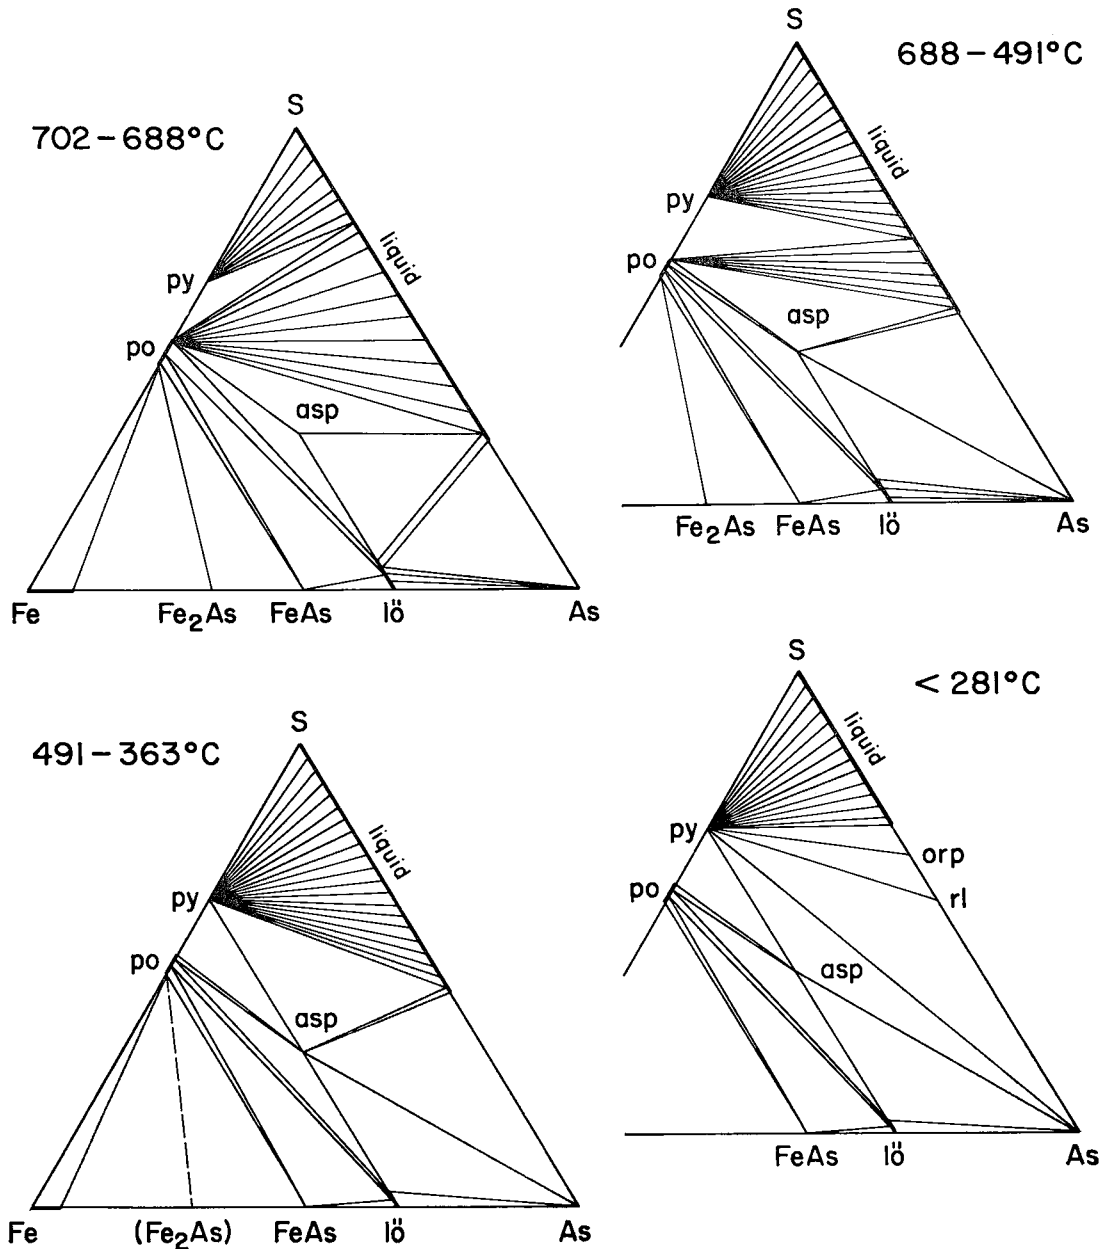 S
702–688°C
liquid
py
po
asp
Fe
Fe₂As
FeAs
lö
As
S
688–491°C
liquid
py
po
asp
Fe₂As
FeAs
lö
As
S
491–363°C
liquid
py
po
asp
Fe
(Fe₂As)
FeAs
lö
As
S
< 281°C
liquid
py
orp
po
rl
asp
FeAs
lö
As